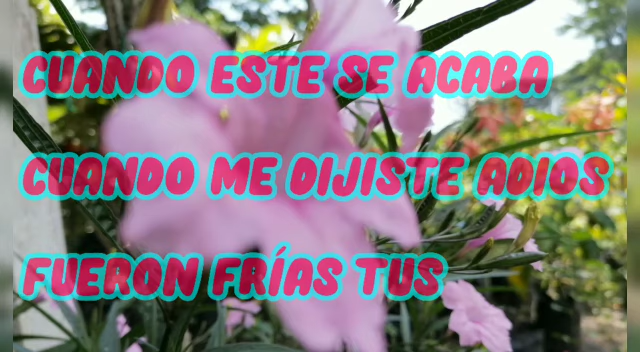 CUANDO ESTE SE ACABA
CUANDO ME DIJISTE ADIOS
FUERON FRÍAS TUS